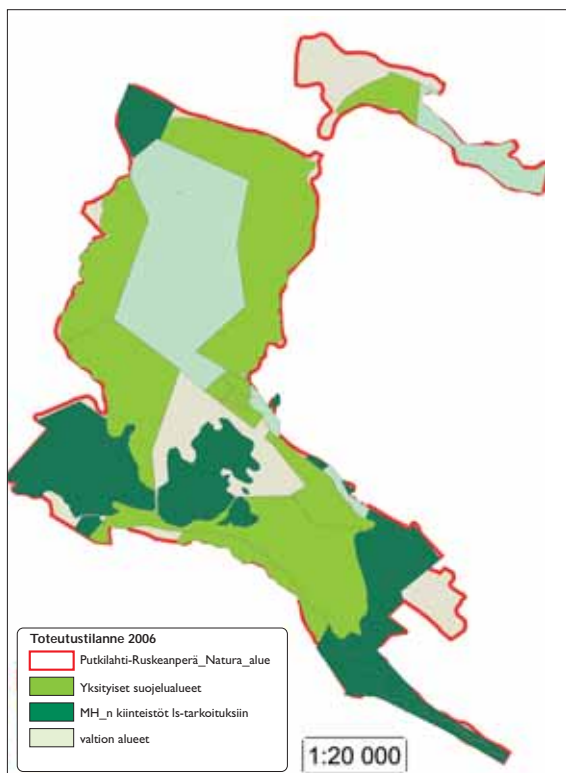 Toteutustilanne 2006
Putkilahti-Ruskeanperä_Natura_alue
Yksityiset suojelualueet
MH_n kiinteistöt ls-tarkoituksiin
valtion alueet
1:20 000